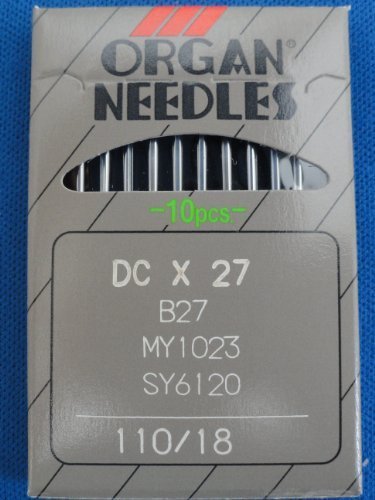 ORGAN®
NEEDLES
-10pcs.-
DC X 27
B27
MY1023
SY6120
110/18